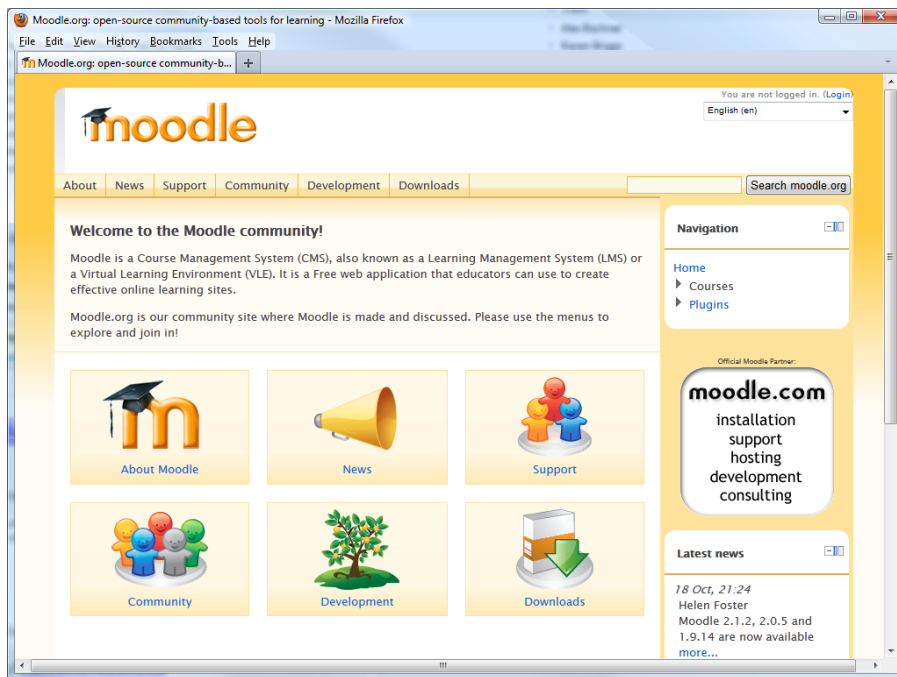 Moodle.org: open-source community-based tools for learning - Mozilla Firefox
File Edit View History Bookmarks Tools Help
Moodle.org: open-source community-b...
You are not logged in. (Login)
English (en)
moodle
About News Support Community Development Downloads
Search moodle.org
Welcome to the Moodle community!
Moodle is a Course Management System (CMS), also known as a Learning Management System (LMS) or
a Virtual Learning Environment (VLE). It is a Free web application that educators can use to create
effective online learning sites.
Moodle.org is our community site where Moodle is made and discussed. Please use the menus to
explore and join in!
About Moodle
News
Support
Community
Development
Downloads
Navigation
Home
Courses
Plugins
Official Moodle Partner:
moodle.com
installation
support
hosting
development
consulting
Latest news
18 Oct, 21:24
Helen Foster
Moodle 2.1.2, 2.0.5 and
1.9.14 are now available
more...